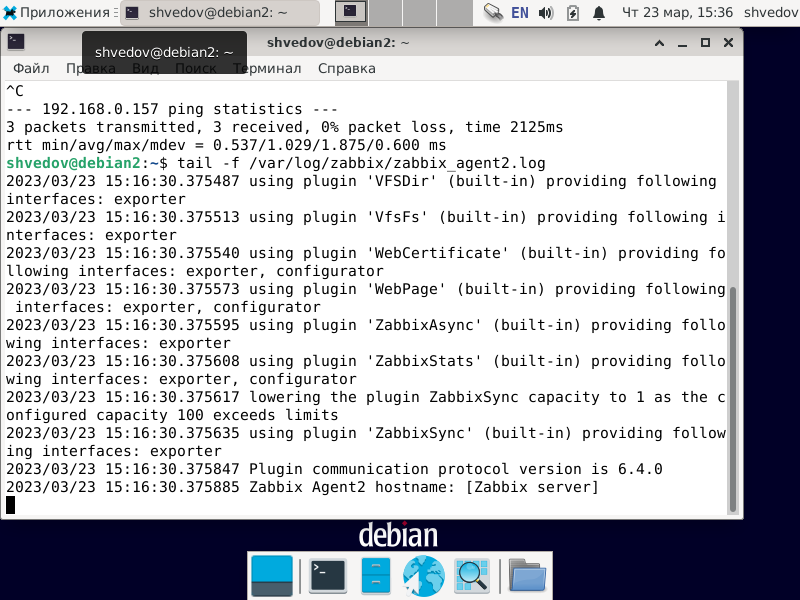 Приложения
shvedov@debian2: ~
EN
Чт 23 мар, 15:36
shvedov
shvedov@debian2: ~
shvedov@debian2: ~
Файл Правка Вид Поиск Терминал Справка
^C
--- 192.168.0.157 ping statistics ---
3 packets transmitted, 3 received, 0% packet loss, time 2125ms
rtt min/avg/max/mdev = 0.537/1.029/1.875/0.600 ms
shvedov@debian2:~$ tail -f /var/log/zabbix/zabbix_agent2.log
2023/03/23 15:16:30.375487 using plugin 'VFSDir' (built-in) providing following
interfaces: exporter
2023/03/23 15:16:30.375513 using plugin 'VfsFs' (built-in) providing following i
nterfaces: exporter
2023/03/23 15:16:30.375540 using plugin 'WebCertificate' (built-in) providing fo
llowing interfaces: exporter, configurator
2023/03/23 15:16:30.375573 using plugin 'WebPage' (built-in) providing following
 interfaces: exporter, configurator
2023/03/23 15:16:30.375595 using plugin 'ZabbixAsync' (built-in) providing follo
wing interfaces: exporter
2023/03/23 15:16:30.375608 using plugin 'ZabbixStats' (built-in) providing follo
wing interfaces: exporter, configurator
2023/03/23 15:16:30.375617 lowering the plugin ZabbixSync capacity to 1 as the c
onfigured capacity 100 exceeds limits
2023/03/23 15:16:30.375635 using plugin 'ZabbixSync' (built-in) providing follow
ing interfaces: exporter
2023/03/23 15:16:30.375847 Plugin communication protocol version is 6.4.0
2023/03/23 15:16:30.375885 Zabbix Agent2 hostname: [Zabbix server]
debian